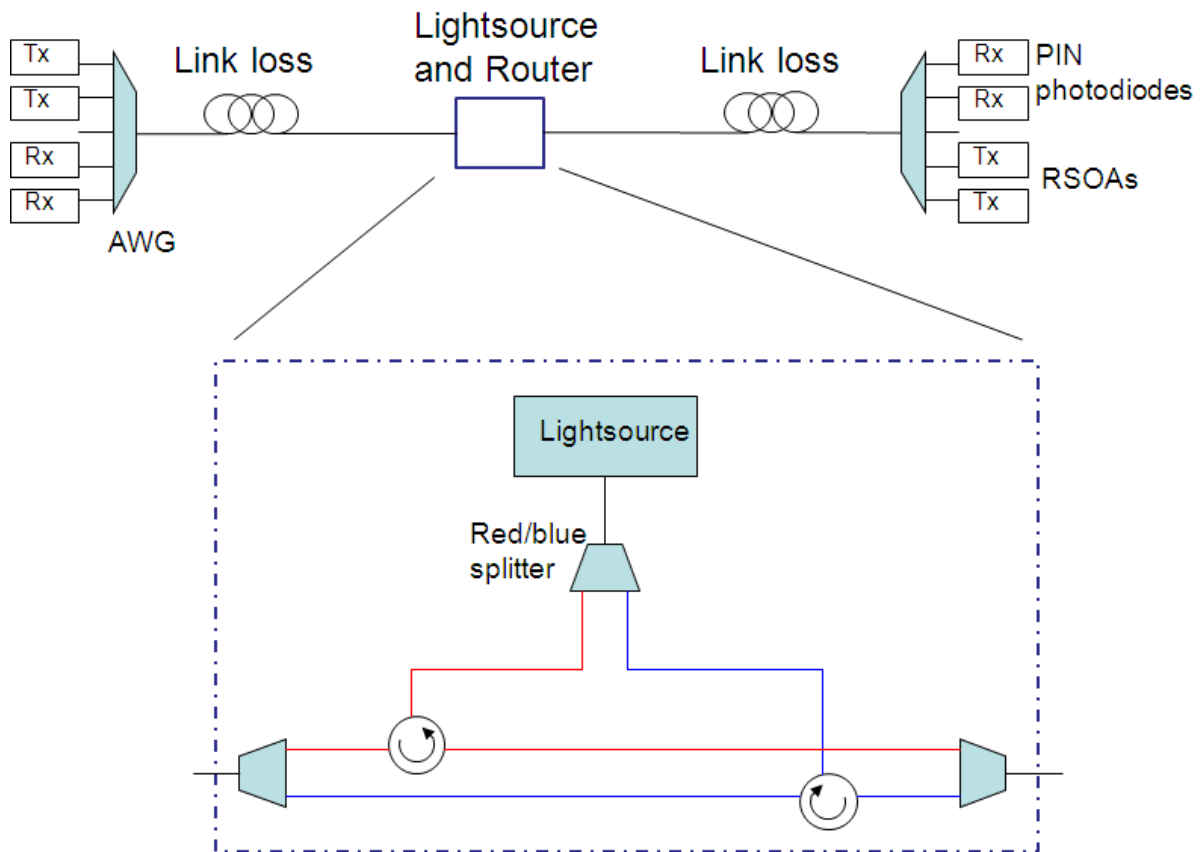 Tx
Tx
Rx
Rx
AWG
Link loss
Lightsource
and Router
Link loss
Rx
Rx
Tx
Tx
PIN
photodiodes
RSOAs
Lightsource
Red/blue
splitter